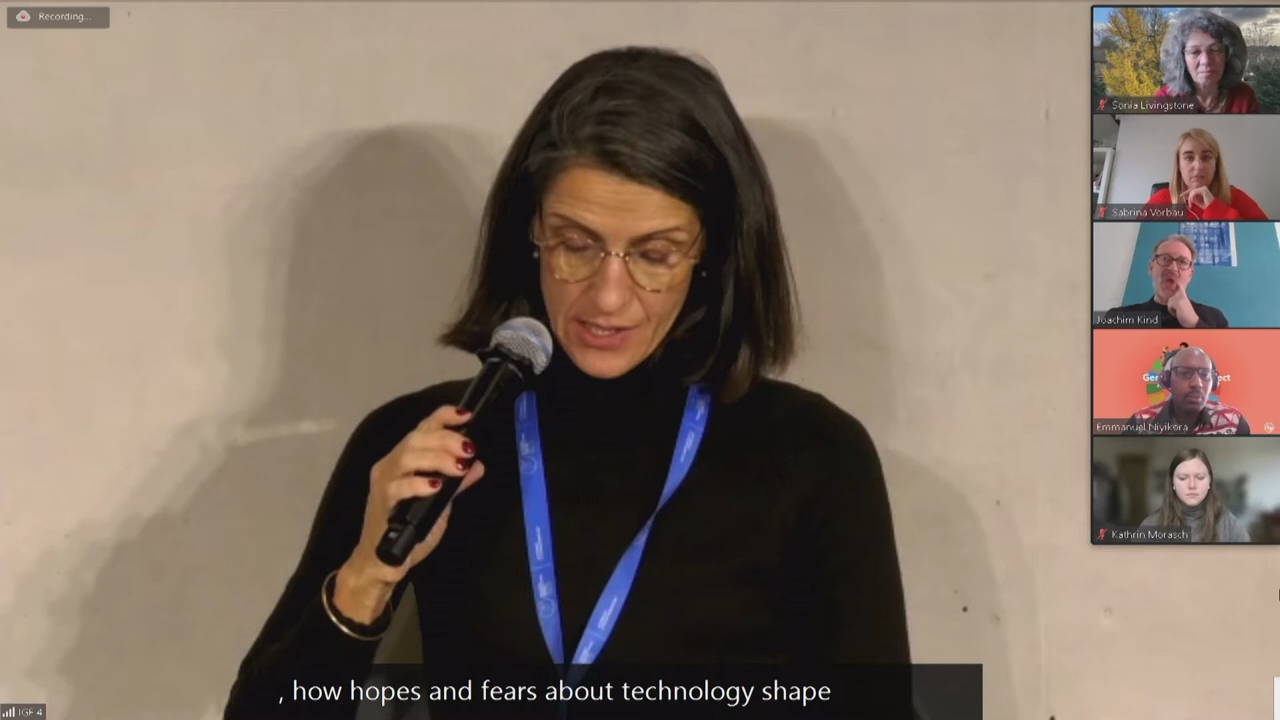 Recording...
Sonia Livingstone
Sabrina Vorbau
Joachim Kind
Emmanuel Niyikora
Kathrin Morasch
, how hopes and fears about technology shape
IGF 4